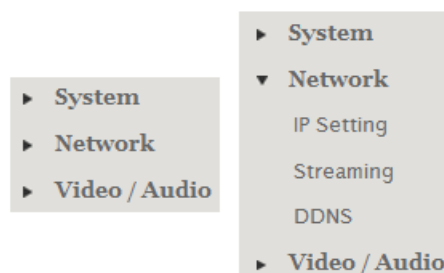 System
Network
Video / Audio
System
Network
IP Setting
Streaming
DDNS
Video / Audio